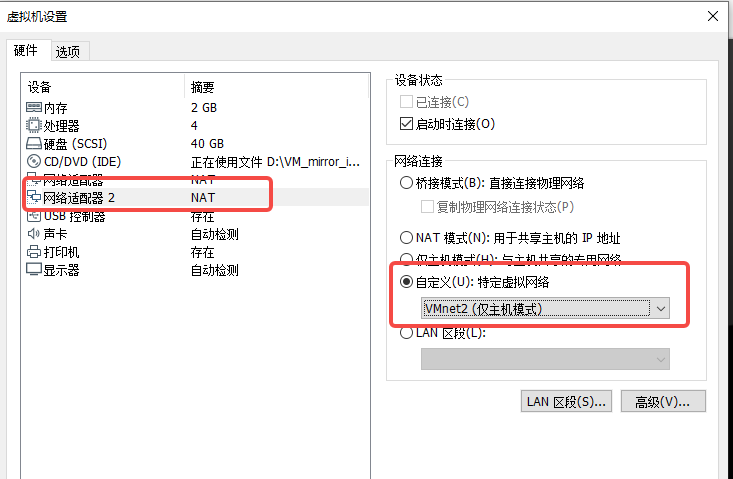 虚拟机设置
硬件 选项
设备 摘要
内存 2 GB
处理器 4
硬盘 (SCSI) 40 GB
CD/DVD (IDE) 正在使用文件 D:\VM_mirror_i...
网络适配器 NAT
网络适配器 2 NAT
USB 控制器 存在
声卡 自动检测
打印机 存在
显示器 自动检测
设备状态
已连接(C)
启动时连接(O)
网络连接
桥接模式(B): 直接连接物理网络
复制物理网络连接状态(P)
NAT 模式(N): 用于共享主机的 IP 地址
仅主机模式(H): 与主机共享的专用网络
自定义(U): 特定虚拟网络
VMnet2 (仅主机模式)
LAN 区段(L):
LAN 区段(S)... 高级(V)...